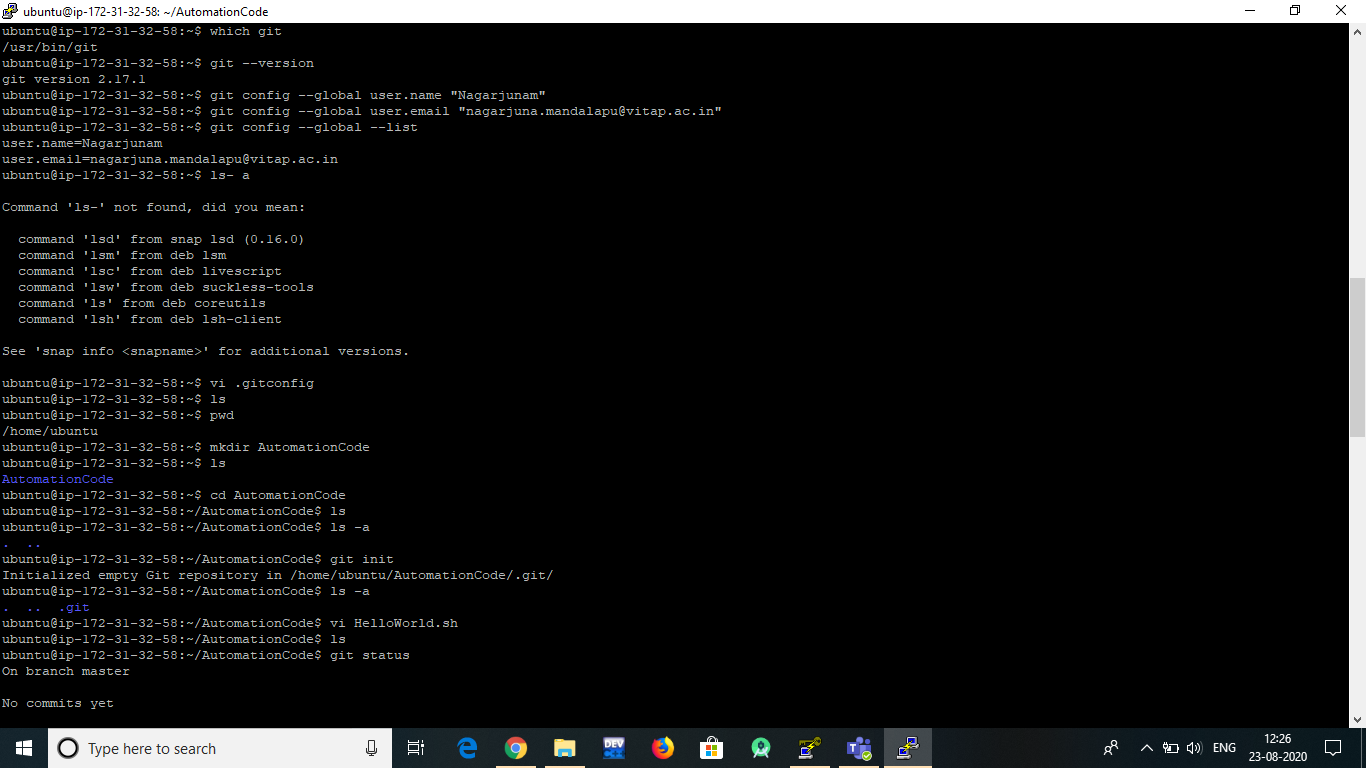 ubuntu@ip-172-31-32-58: ~/AutomationCode
ubuntu@ip-172-31-32-58:~$ which git
/usr/bin/git
ubuntu@ip-172-31-32-58:~$ git --version
git version 2.17.1
ubuntu@ip-172-31-32-58:~$ git config --global user.name "Nagarjunam"
ubuntu@ip-172-31-32-58:~$ git config --global user.email "nagarjuna.mandalapu@vitap.ac.in"
ubuntu@ip-172-31-32-58:~$ git config --global --list
user.name=Nagarjunam
user.email=nagarjuna.mandalapu@vitap.ac.in
ubuntu@ip-172-31-32-58:~$ ls- a
Command 'ls-' not found, did you mean:
command 'lsd' from snap lsd (0.16.0)
command 'lsm' from deb lsm
command 'lsc' from deb livescript
command 'lsw' from deb suckless-tools
command 'ls' from deb coreutils
command 'lsh' from deb lsh-client
See 'snap info <snapname>' for additional versions.
ubuntu@ip-172-31-32-58:~$ vi .gitconfig
ubuntu@ip-172-31-32-58:~$ ls
ubuntu@ip-172-31-32-58:~$ pwd
/home/ubuntu
ubuntu@ip-172-31-32-58:~$ mkdir AutomationCode
ubuntu@ip-172-31-32-58:~$ ls
AutomationCode
ubuntu@ip-172-31-32-58:~$ cd AutomationCode
ubuntu@ip-172-31-32-58:~/AutomationCode$ ls
ubuntu@ip-172-31-32-58:~/AutomationCode$ ls -a
. ..
ubuntu@ip-172-31-32-58:~/AutomationCode$ git init
Initialized empty Git repository in /home/ubuntu/AutomationCode/.git/
ubuntu@ip-172-31-32-58:~/AutomationCode$ ls -a
. .. .git
ubuntu@ip-172-31-32-58:~/AutomationCode$ vi HelloWorld.sh
ubuntu@ip-172-31-32-58:~/AutomationCode$ ls
ubuntu@ip-172-31-32-58:~/AutomationCode$ git status
On branch master
No commits yet
Type here to search
DEV
ENG
12:26
23-08-2020